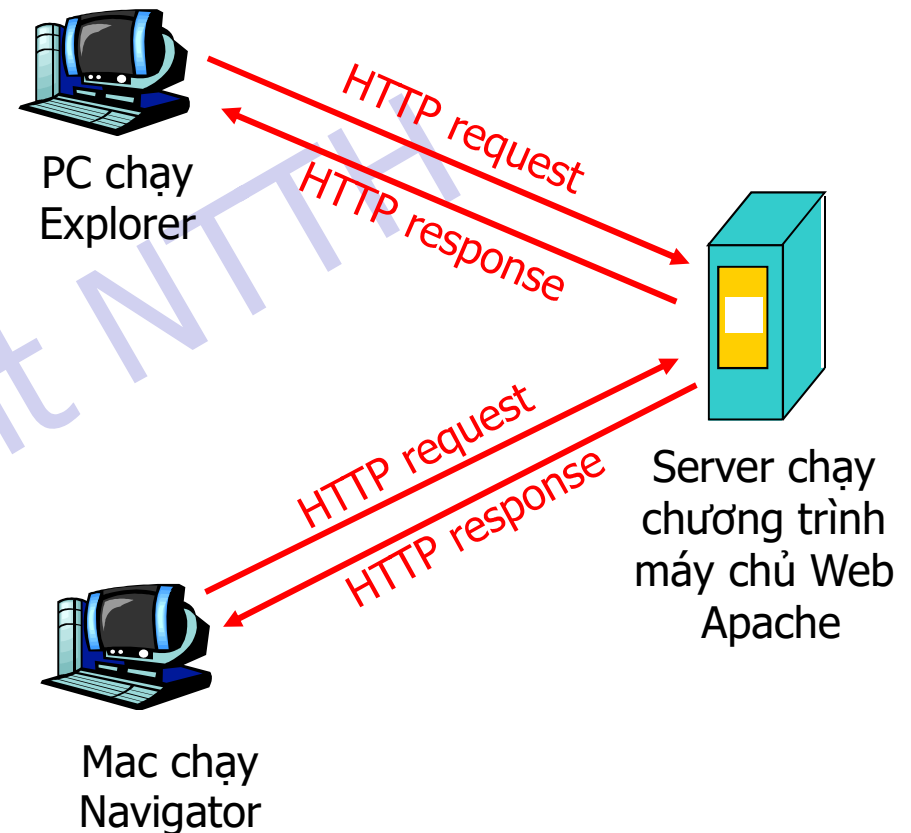 HTTP request
HTTP response
PC chạy
Explorer
HTTP request
HTTP response
Server chạy
chương trình
máy chủ Web
Apache
Mac chạy
Navigator
NTTH